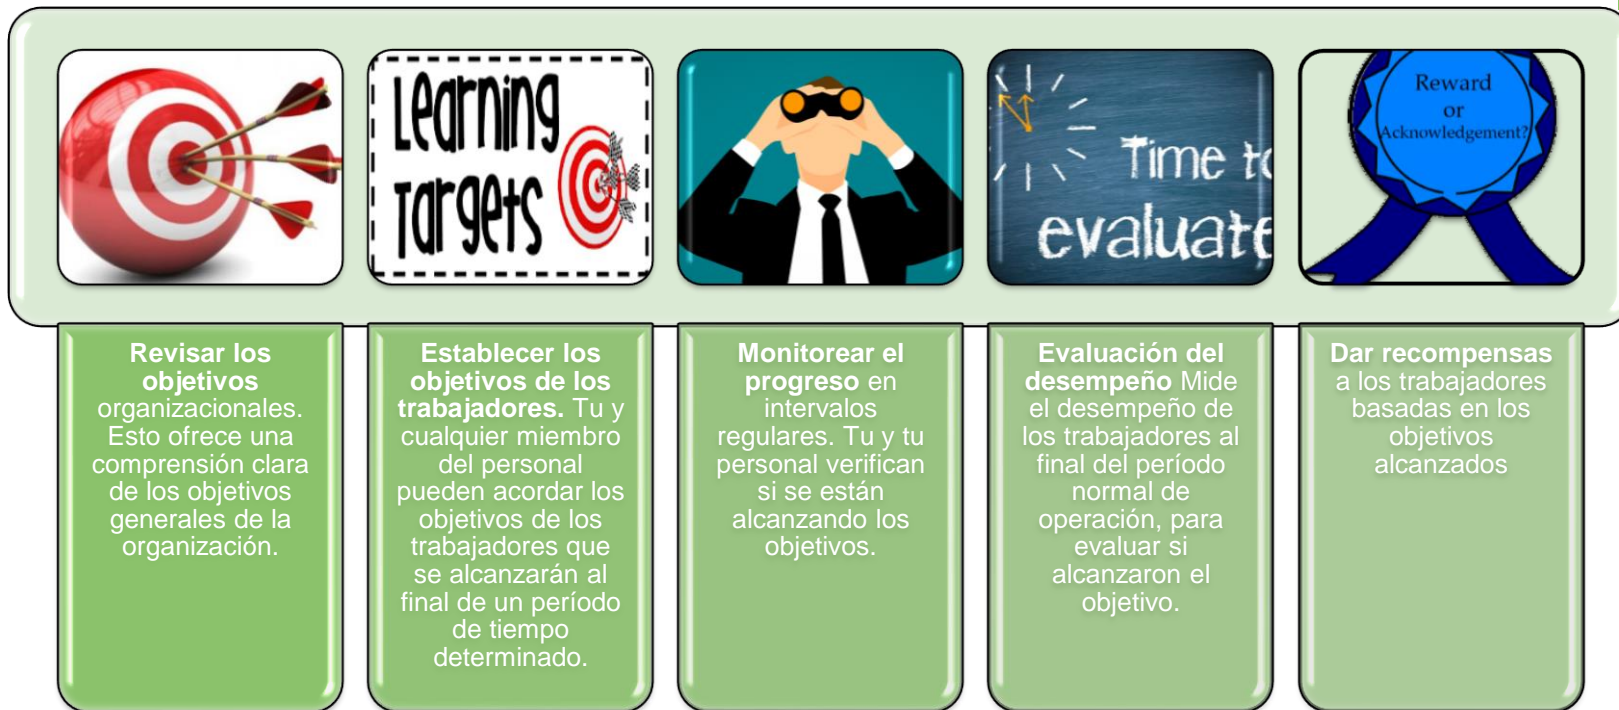 Learning
Targets
Time to
evaluate
Reward
or
Acknowledgement?
Revisar los
objetivos
organizacionales.
Esto ofrece una
comprensión clara
de los objetivos
generales de la
organización.
Establecer los
objetivos de los
trabajadores. Tu y
cualquier miembro
del personal
pueden acordar los
objetivos de los
trabajadores que
se alcanzarán al
final de un período
de tiempo
determinado.
Monitorear el
progreso en
intervalos
regulares. Tu y tu
personal verifican
si se están
alcanzando los
objetivos.
Evaluación del
desempeño Mide
el desempeño de
los trabajadores al
final del período
normal de
operación, para
evaluar si
alcanzaron el
objetivo.
Dar recompensas
a los trabajadores
basadas en los
objetivos
alcanzados